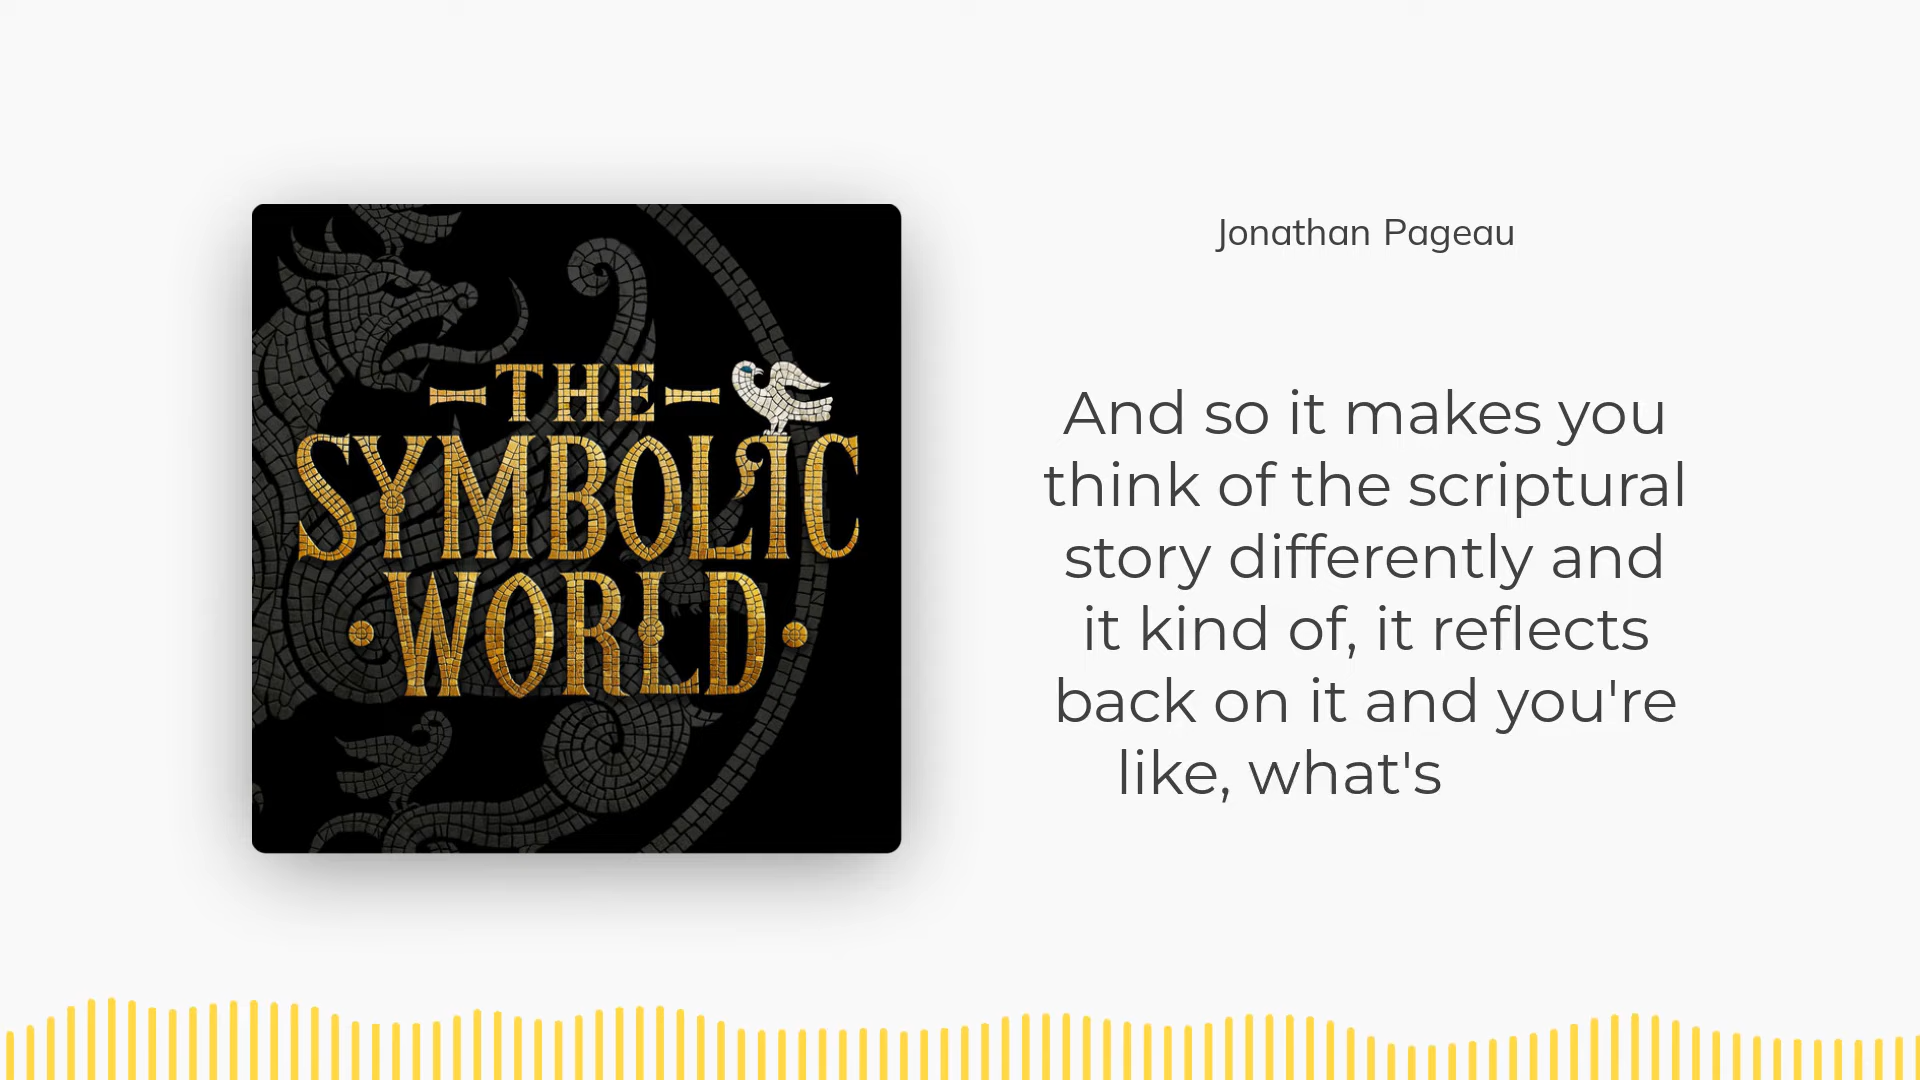 THE
SYMBOLIC
WORLD
Jonathan Pageau
And so it makes you
think of the scriptural
story differently and
it kind of, it reflects
back on it and you're
like, what's